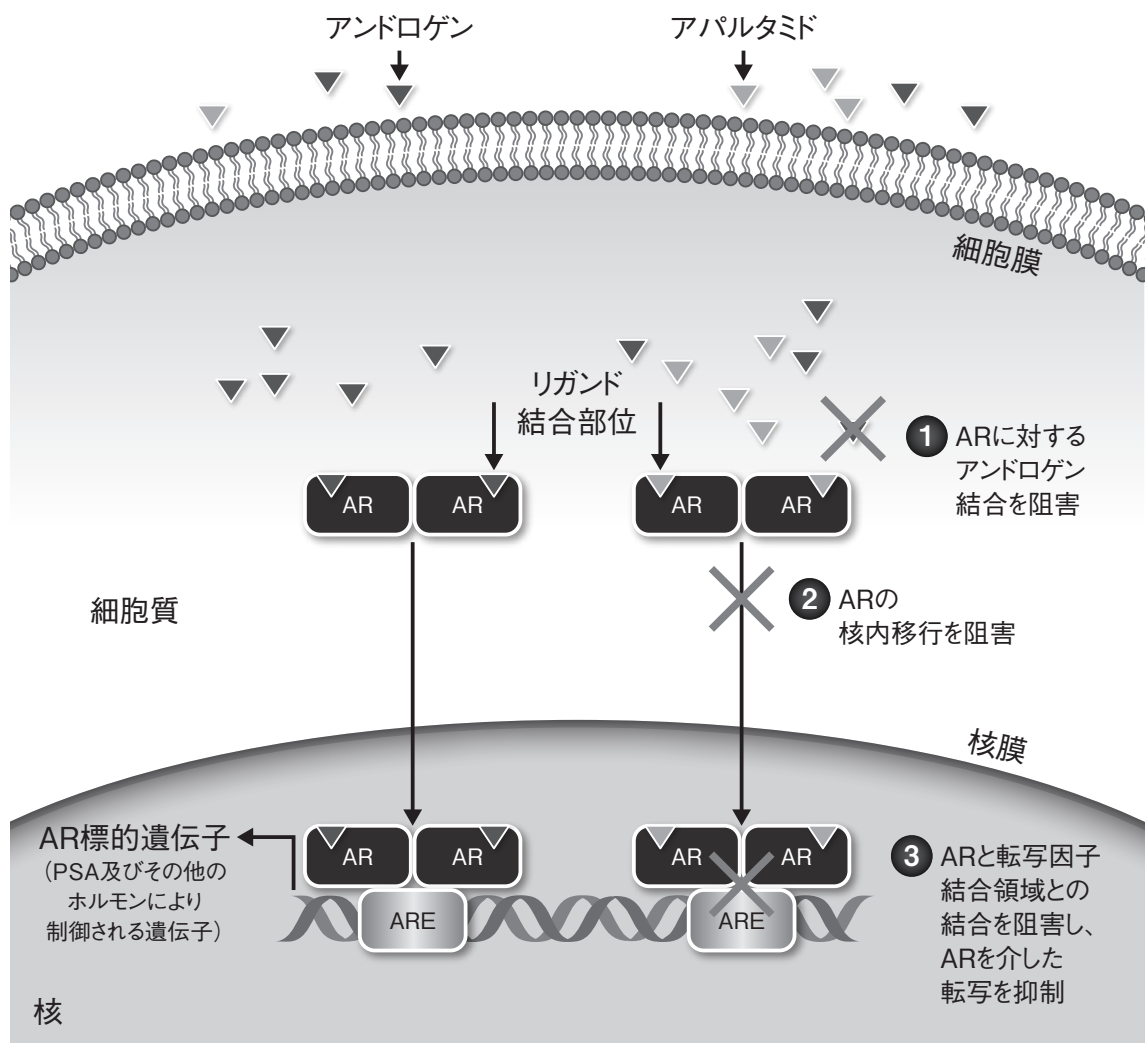 アンドロゲン
アパルタミド
細胞膜
リガンド
結合部位
1 ARに対する
アンドロゲン
結合を阻害
AR
AR
AR
AR
細胞質
2 ARの
核内移行を阻害
核膜
AR標的遺伝子
(PSA及びその他の
ホルモンにより
制御される遺伝子)
AR
AR
AR
AR
ARE
ARE
3 ARと転写因子
結合領域との
結合を阻害し、
ARを介した
転写を抑制
核